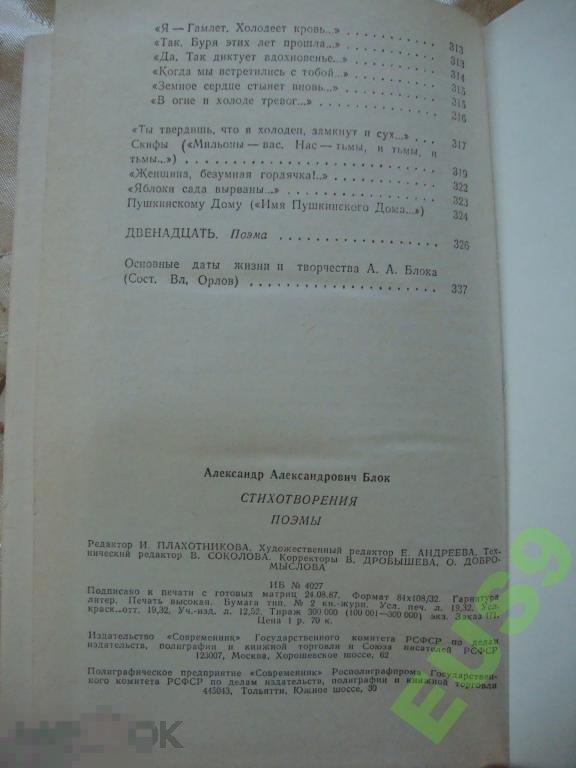 «Я — Гамлет. Холодеет кровь...» 313
«Так. Буря этих лет прошла...» 313
«Да. Так диктует вдохновенье...» 314
«Когда мы встретились с тобой...» 315
«Земное сердце стынет вновь...» 315
«В огне и холоде тревог...» 316
«Ты твердишь, что я холоден, замкнут и сух...» 317
Скифы («Мильоны — вас. Нас — тьмы, и тьмы, и
тьмы...») 319
«Женщина, безумная гордячка!..» 322
«Яблони сада вырваны...» 323
Пушкинскому Дому («Имя Пушкинского Дома...») 324
ДВЕНАДЦАТЬ. Поэма 326
Основные даты жизни и творчества А. А. Блока
(Сост. Вл. Орлов) 337
Александр Александрович Блок
СТИХОТВОРЕНИЯ
ПОЭМЫ
Редактор И. ПЛАХОТНИКОВА. Художественный редактор Е. АНДРЕЕВА. Тех-
нический редактор В. СОКОЛОВА. Корректоры В. ДРОБЫШЕВА, О. ДОБРО-
МЫСЛОВА
ИБ № 4027
Подписано к печати с готовых матриц 24.08.87. Формат 84х108/32. Гарнитура
литер. Печать высокая. Бумага тип. № 2 кн.-журн. Усл. печ. л. 19,32. Усл.
краск.-отт. 19,32. Уч.-изд. л. 12,52. Тираж 300 000 (100 001—300 000) экз. Заказ
Цена 1 р. 70 к.
Издательство «Современник» Государственного комитета РСФСР по делам
издательств, полиграфии и книжной торговли и Союза писателей РСФСР
123007, Москва, Хорошевское шоссе, 62
Полиграфическое предприятие «Современник» Росполиграфпрома Государствен-
ного комитета РСФСР по делам издательств, полиграфии и книжной торговли
445043, Тольятти, Южное шоссе, 30
EUS9